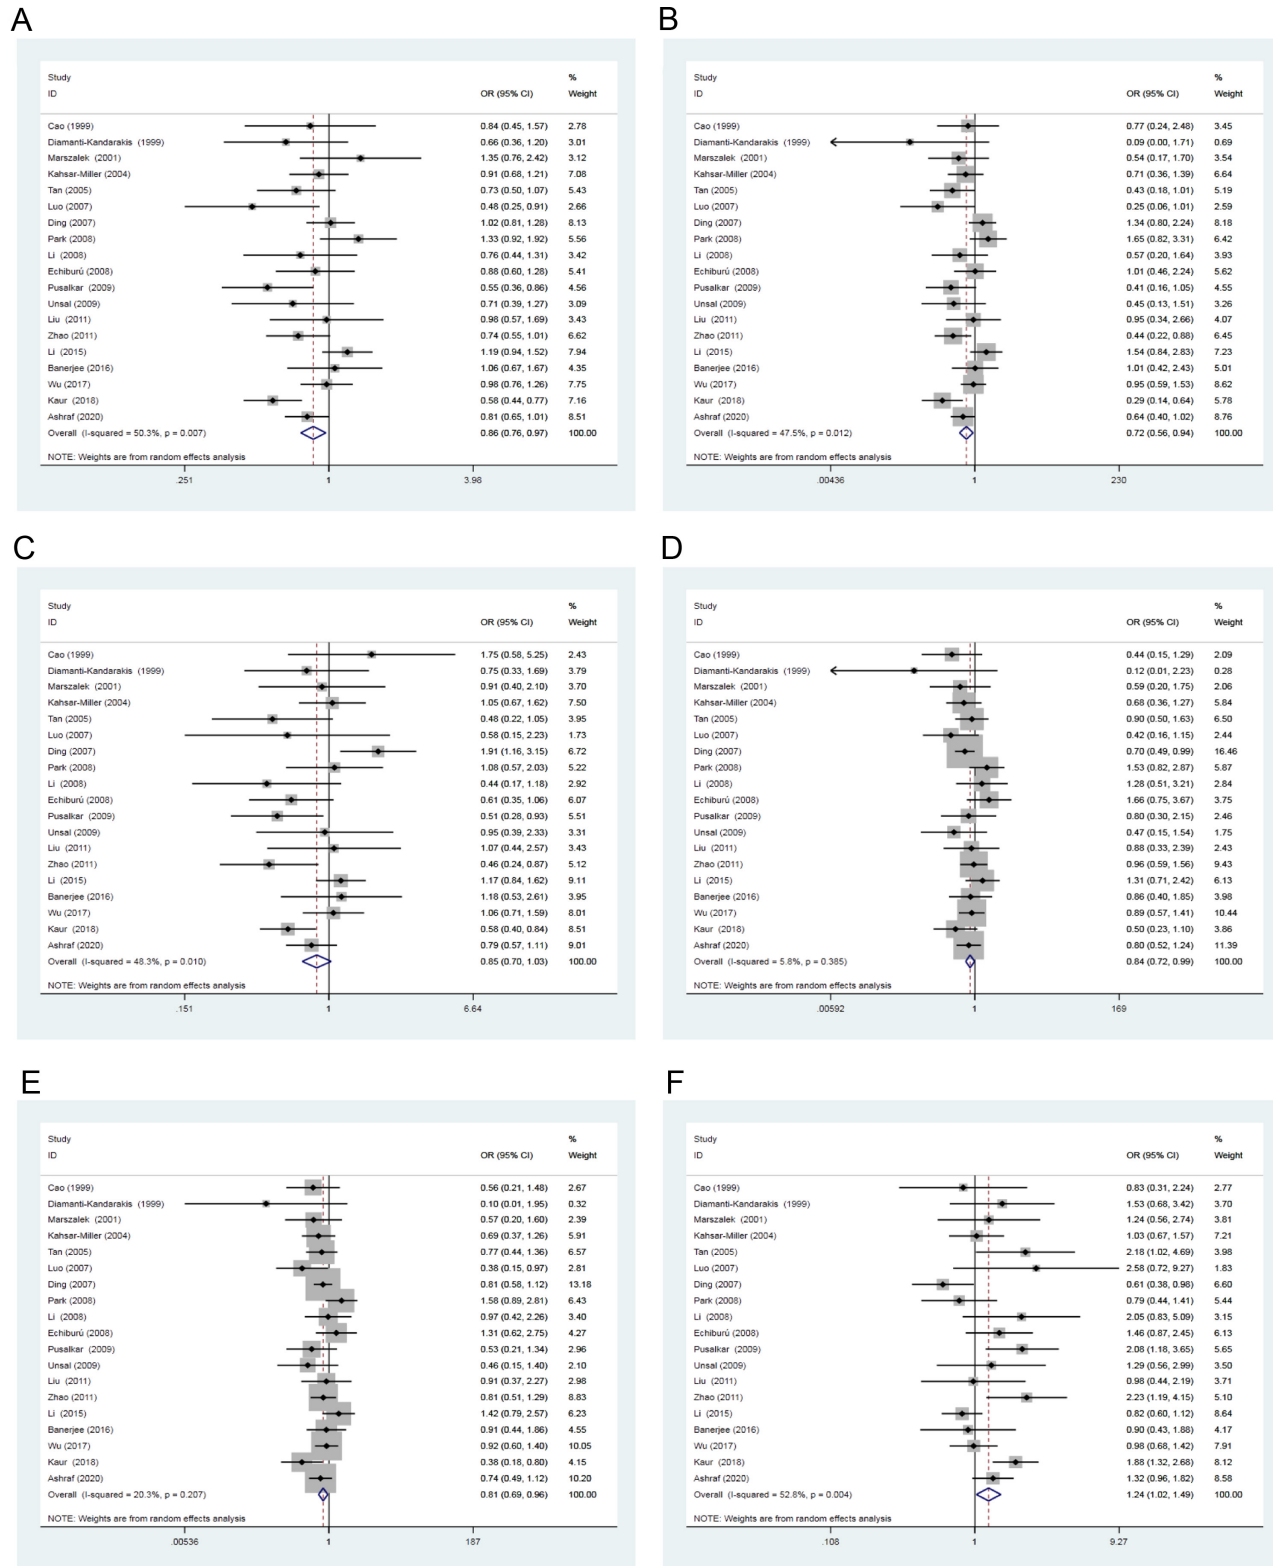 A
Study %
ID OR (95% CI) Weight
Cao (1999) 0.84 (0.45, 1.57) 2.78
Diamanti-Kandarakis (1999) 0.66 (0.36, 1.20) 3.01
Marszalek (2001) 1.35 (0.76, 2.42) 3.12
Kahsar-Miller (2004) 0.91 (0.68, 1.21) 7.08
Tan (2005) 0.73 (0.50, 1.07) 5.43
Luo (2007) 0.48 (0.25, 0.91) 2.66
Ding (2007) 1.02 (0.81, 1.28) 8.13
Park (2008) 1.33 (0.92, 1.92) 5.56
Li (2008) 0.76 (0.44, 1.31) 3.42
Echiburú (2008) 0.88 (0.60, 1.28) 5.41
Pusalkar (2009) 0.55 (0.36, 0.86) 4.56
Unsal (2009) 0.71 (0.39, 1.27) 3.09
Liu (2011) 0.98 (0.57, 1.69) 3.43
Zhao (2011) 0.74 (0.55, 1.01) 6.62
Li (2015) 1.19 (0.94, 1.52) 7.94
Banerjee (2016) 1.06 (0.67, 1.67) 4.35
Wu (2017) 0.98 (0.76, 1.26) 7.75
Kaur (2018) 0.58 (0.44, 0.77) 7.16
Ashraf (2020) 0.81 (0.65, 1.01) 8.51
Overall (I-squared = 50.3%, p = 0.007) 0.86 (0.76, 0.97) 100.00
NOTE: Weights are from random effects analysis
.251 1 3.98
B
Study %
ID OR (95% CI) Weight
Cao (1999) 0.77 (0.24, 2.48) 3.45
Diamanti-Kandarakis (1999) 0.09 (0.00, 1.71) 0.69
Marszalek (2001) 0.54 (0.17, 1.70) 3.54
Kahsar-Miller (2004) 0.71 (0.36, 1.39) 6.64
Tan (2005) 0.43 (0.18, 1.01) 5.19
Luo (2007) 0.25 (0.06, 1.01) 2.59
Ding (2007) 1.34 (0.80, 2.24) 8.18
Park (2008) 1.65 (0.82, 3.31) 6.42
Li (2008) 0.57 (0.20, 1.64) 3.93
Echiburú (2008) 1.01 (0.46, 2.24) 5.62
Pusalkar (2009) 0.41 (0.16, 1.05) 4.55
Unsal (2009) 0.45 (0.13, 1.51) 3.26
Liu (2011) 0.95 (0.34, 2.66) 4.07
Zhao (2011) 0.44 (0.22, 0.88) 6.45
Li (2015) 1.54 (0.84, 2.83) 7.23
Banerjee (2016) 1.01 (0.42, 2.43) 5.01
Wu (2017) 0.95 (0.59, 1.53) 8.62
Kaur (2018) 0.29 (0.14, 0.64) 5.78
Ashraf (2020) 0.64 (0.40, 1.02) 8.76
Overall (I-squared = 47.5%, p = 0.012) 0.72 (0.56, 0.94) 100.00
NOTE: Weights are from random effects analysis
.00436 1 230
C
Study %
ID OR (95% CI) Weight
Cao (1999) 1.75 (0.58, 5.25) 2.43
Diamanti-Kandarakis (1999) 0.75 (0.33, 1.69) 3.79
Marszalek (2001) 0.91 (0.40, 2.10) 3.70
Kahsar-Miller (2004) 1.05 (0.67, 1.62) 7.50
Tan (2005) 0.48 (0.22, 1.05) 3.95
Luo (2007) 0.58 (0.15, 2.23) 1.73
Ding (2007) 1.91 (1.16, 3.15) 6.72
Park (2008) 1.08 (0.57, 2.03) 5.22
Li (2008) 0.44 (0.17, 1.18) 2.92
Echiburú (2008) 0.61 (0.35, 1.06) 6.07
Pusalkar (2009) 0.51 (0.28, 0.93) 5.51
Unsal (2009) 0.95 (0.39, 2.33) 3.31
Liu (2011) 1.07 (0.44, 2.57) 3.43
Zhao (2011) 0.46 (0.24, 0.87) 5.12
Li (2015) 1.17 (0.84, 1.62) 9.11
Banerjee (2016) 1.18 (0.53, 2.61) 3.95
Wu (2017) 1.06 (0.71, 1.59) 8.01
Kaur (2018) 0.58 (0.40, 0.84) 8.51
Ashraf (2020) 0.79 (0.57, 1.11) 9.01
Overall (I-squared = 48.3%, p = 0.010) 0.85 (0.70, 1.03) 100.00
NOTE: Weights are from random effects analysis
.151 1 6.64
D
Study %
ID OR (95% CI) Weight
Cao (1999) 0.44 (0.15, 1.29) 2.09
Diamanti-Kandarakis (1999) 0.12 (0.01, 2.23) 0.28
Marszalek (2001) 0.59 (0.20, 1.75) 2.06
Kahsar-Miller (2004) 0.68 (0.36, 1.27) 5.84
Tan (2005) 0.90 (0.50, 1.63) 6.50
Luo (2007) 0.42 (0.16, 1.15) 2.44
Ding (2007) 0.70 (0.49, 0.99) 16.46
Park (2008) 1.53 (0.82, 2.87) 5.87
Li (2008) 1.28 (0.51, 3.21) 2.84
Echiburú (2008) 1.66 (0.75, 3.67) 3.75
Pusalkar (2009) 0.80 (0.30, 2.15) 2.46
Unsal (2009) 0.47 (0.15, 1.54) 1.75
Liu (2011) 0.88 (0.33, 2.39) 2.43
Zhao (2011) 0.96 (0.59, 1.56) 9.43
Li (2015) 1.31 (0.71, 2.42) 6.13
Banerjee (2016) 0.86 (0.40, 1.85) 3.98
Wu (2017) 0.89 (0.57, 1.41) 10.44
Kaur (2018) 0.50 (0.23, 1.10) 3.86
Ashraf (2020) 0.80 (0.52, 1.24) 11.39
Overall (I-squared = 5.8%, p = 0.385) 0.84 (0.72, 0.99) 100.00
NOTE: Weights are from random effects analysis
.00592 1 169
E
Study %
ID OR (95% CI) Weight
Cao (1999) 0.56 (0.21, 1.48) 2.67
Diamanti-Kandarakis (1999) 0.10 (0.01, 1.95) 0.32
Marszalek (2001) 0.57 (0.20, 1.60) 2.39
Kahsar-Miller (2004) 0.69 (0.37, 1.26) 5.91
Tan (2005) 0.77 (0.44, 1.36) 6.57
Luo (2007) 0.38 (0.15, 0.97) 2.81
Ding (2007) 0.81 (0.58, 1.12) 13.18
Park (2008) 1.58 (0.89, 2.81) 6.43
Li (2008) 0.97 (0.42, 2.26) 3.40
Echiburú (2008) 1.31 (0.62, 2.75) 4.27
Pusalkar (2009) 0.53 (0.21, 1.34) 2.96
Unsal (2009) 0.46 (0.15, 1.40) 2.10
Liu (2011) 0.91 (0.37, 2.27) 2.98
Zhao (2011) 0.81 (0.51, 1.29) 8.83
Li (2015) 1.42 (0.79, 2.57) 6.23
Banerjee (2016) 0.91 (0.44, 1.86) 4.55
Wu (2017) 0.92 (0.60, 1.40) 10.05
Kaur (2018) 0.38 (0.18, 0.80) 4.15
Ashraf (2020) 0.74 (0.49, 1.12) 10.20
Overall (I-squared = 20.3%, p = 0.207) 0.81 (0.69, 0.96) 100.00
NOTE: Weights are from random effects analysis
.00536 1 187
F
Study %
ID OR (95% CI) Weight
Cao (1999) 0.83 (0.31, 2.24) 2.77
Diamanti-Kandarakis (1999) 1.53 (0.68, 3.42) 3.70
Marszalek (2001) 1.24 (0.56, 2.74) 3.81
Kahsar-Miller (2004) 1.03 (0.67, 1.57) 7.21
Tan (2005) 2.18 (1.02, 4.69) 3.98
Luo (2007) 2.58 (0.72, 9.27) 1.83
Ding (2007) 0.61 (0.38, 0.98) 6.60
Park (2008) 0.79 (0.44, 1.41) 5.44
Li (2008) 2.05 (0.83, 5.09) 3.15
Echiburú (2008) 1.46 (0.87, 2.45) 6.13
Pusalkar (2009) 2.08 (1.18, 3.65) 5.65
Unsal (2009) 1.29 (0.56, 2.99) 3.50
Liu (2011) 0.98 (0.44, 2.19) 3.71
Zhao (2011) 2.23 (1.19, 4.15) 5.10
Li (2015) 0.82 (0.60, 1.12) 8.64
Banerjee (2016) 0.90 (0.43, 1.88) 4.17
Wu (2017) 0.98 (0.68, 1.42) 7.91
Kaur (2018) 1.88 (1.32, 2.68) 8.12
Ashraf (2020) 1.32 (0.96, 1.82) 8.58
Overall (I-squared = 52.8%, p = 0.004) 1.24 (1.02, 1.49) 100.00
NOTE: Weights are from random effects analysis
.108 1 9.27